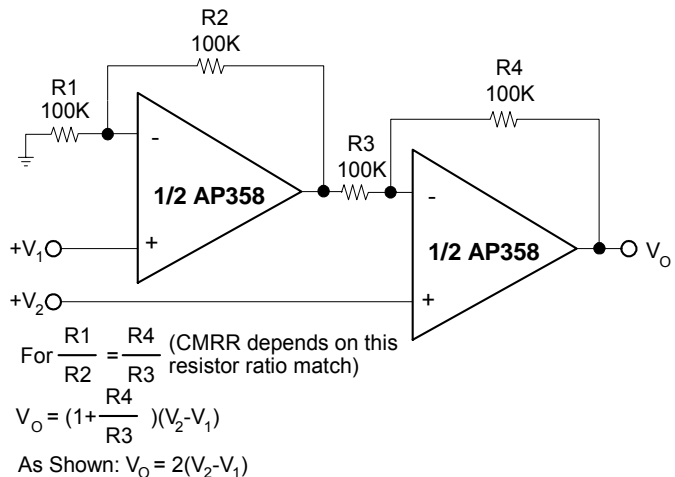 R2
100K
R4
100K
R1
100K
R3
100K
-
1/2 AP358
+
-
1/2 AP358
+
+V1
+V2
VO
For R1/R2 = R4/R3 (CMRR depends on this
resistor ratio match)
VO = (1+R4/R3)(V2-V1)
As Shown: VO = 2(V2-V1)